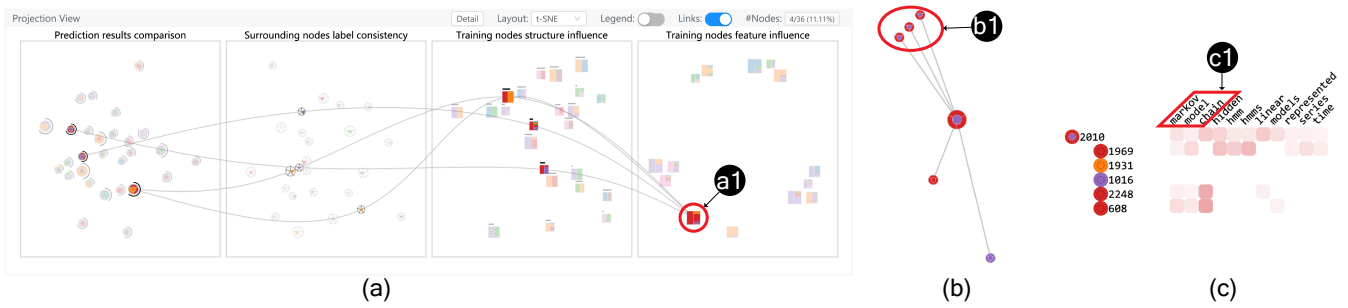 Projection View
Detail
Layout: t-SNE
Legend:
Links:
#Nodes: 4/36 (11.11%)
Prediction results comparison
Surrounding nodes label consistency
Training nodes structure influence
Training nodes feature influence
a1
(a)
b1
(b)
c1
markov
model
chain
hidden
hmm
hmms
linear
models
represented
series
time
2010
1969
1931
1016
2248
608
(c)